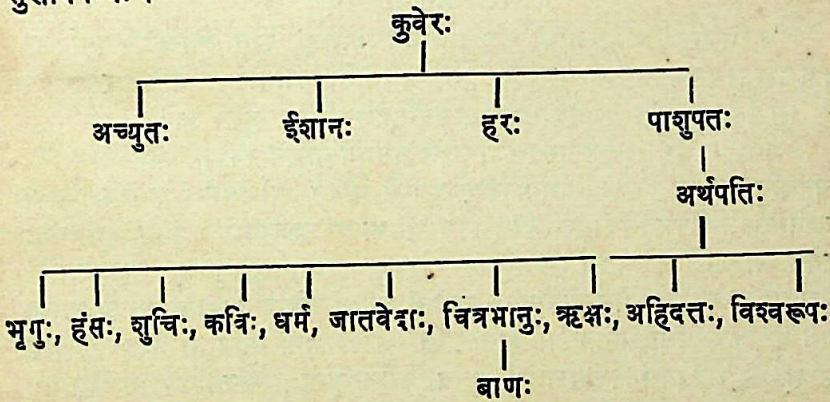 कुवेरः
अच्युतः ईशानः हरः पाशुपतः
अर्थपतिः
भृगुः, हंसः, शुचिः, कविः, धर्म, जातवेदाः, चित्रभानुः, ऋक्षः, अहिदत्तः, विश्वरूपः
बाणः